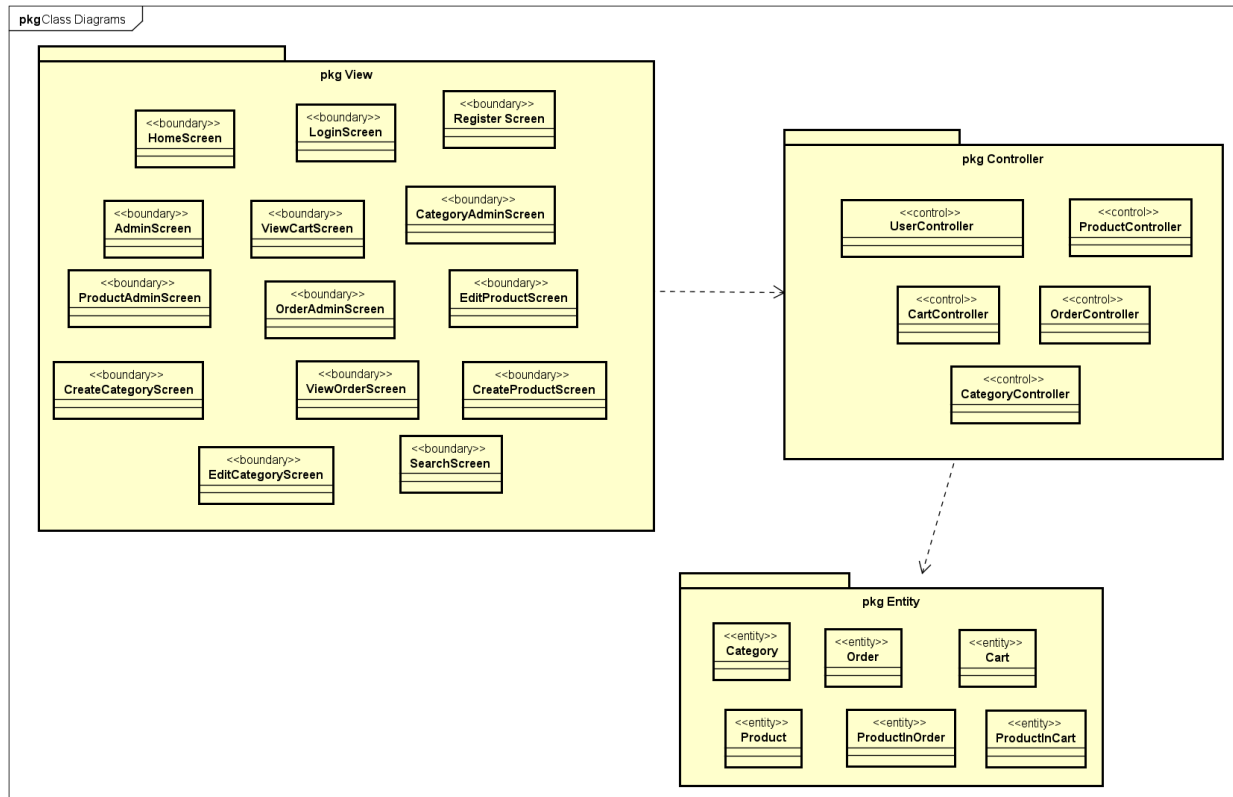 pkg Class Diagrams
pkg View
<<boundary>>
HomeScreen
<<boundary>>
LoginScreen
<<boundary>>
Register Screen
<<boundary>>
AdminScreen
<<boundary>>
ViewCartScreen
<<boundary>>
CategoryAdminScreen
<<boundary>>
ProductAdminScreen
<<boundary>>
OrderAdminScreen
<<boundary>>
EditProductScreen
<<boundary>>
CreateCategoryScreen
<<boundary>>
ViewOrderScreen
<<boundary>>
CreateProductScreen
<<boundary>>
EditCategoryScreen
<<boundary>>
SearchScreen
pkg Controller
<<control>>
UserController
<<control>>
ProductController
<<control>>
CartController
<<control>>
OrderController
<<control>>
CategoryController
pkg Entity
<<entity>>
Category
<<entity>>
Order
<<entity>>
Cart
<<entity>>
Product
<<entity>>
ProductInOrder
<<entity>>
ProductInCart